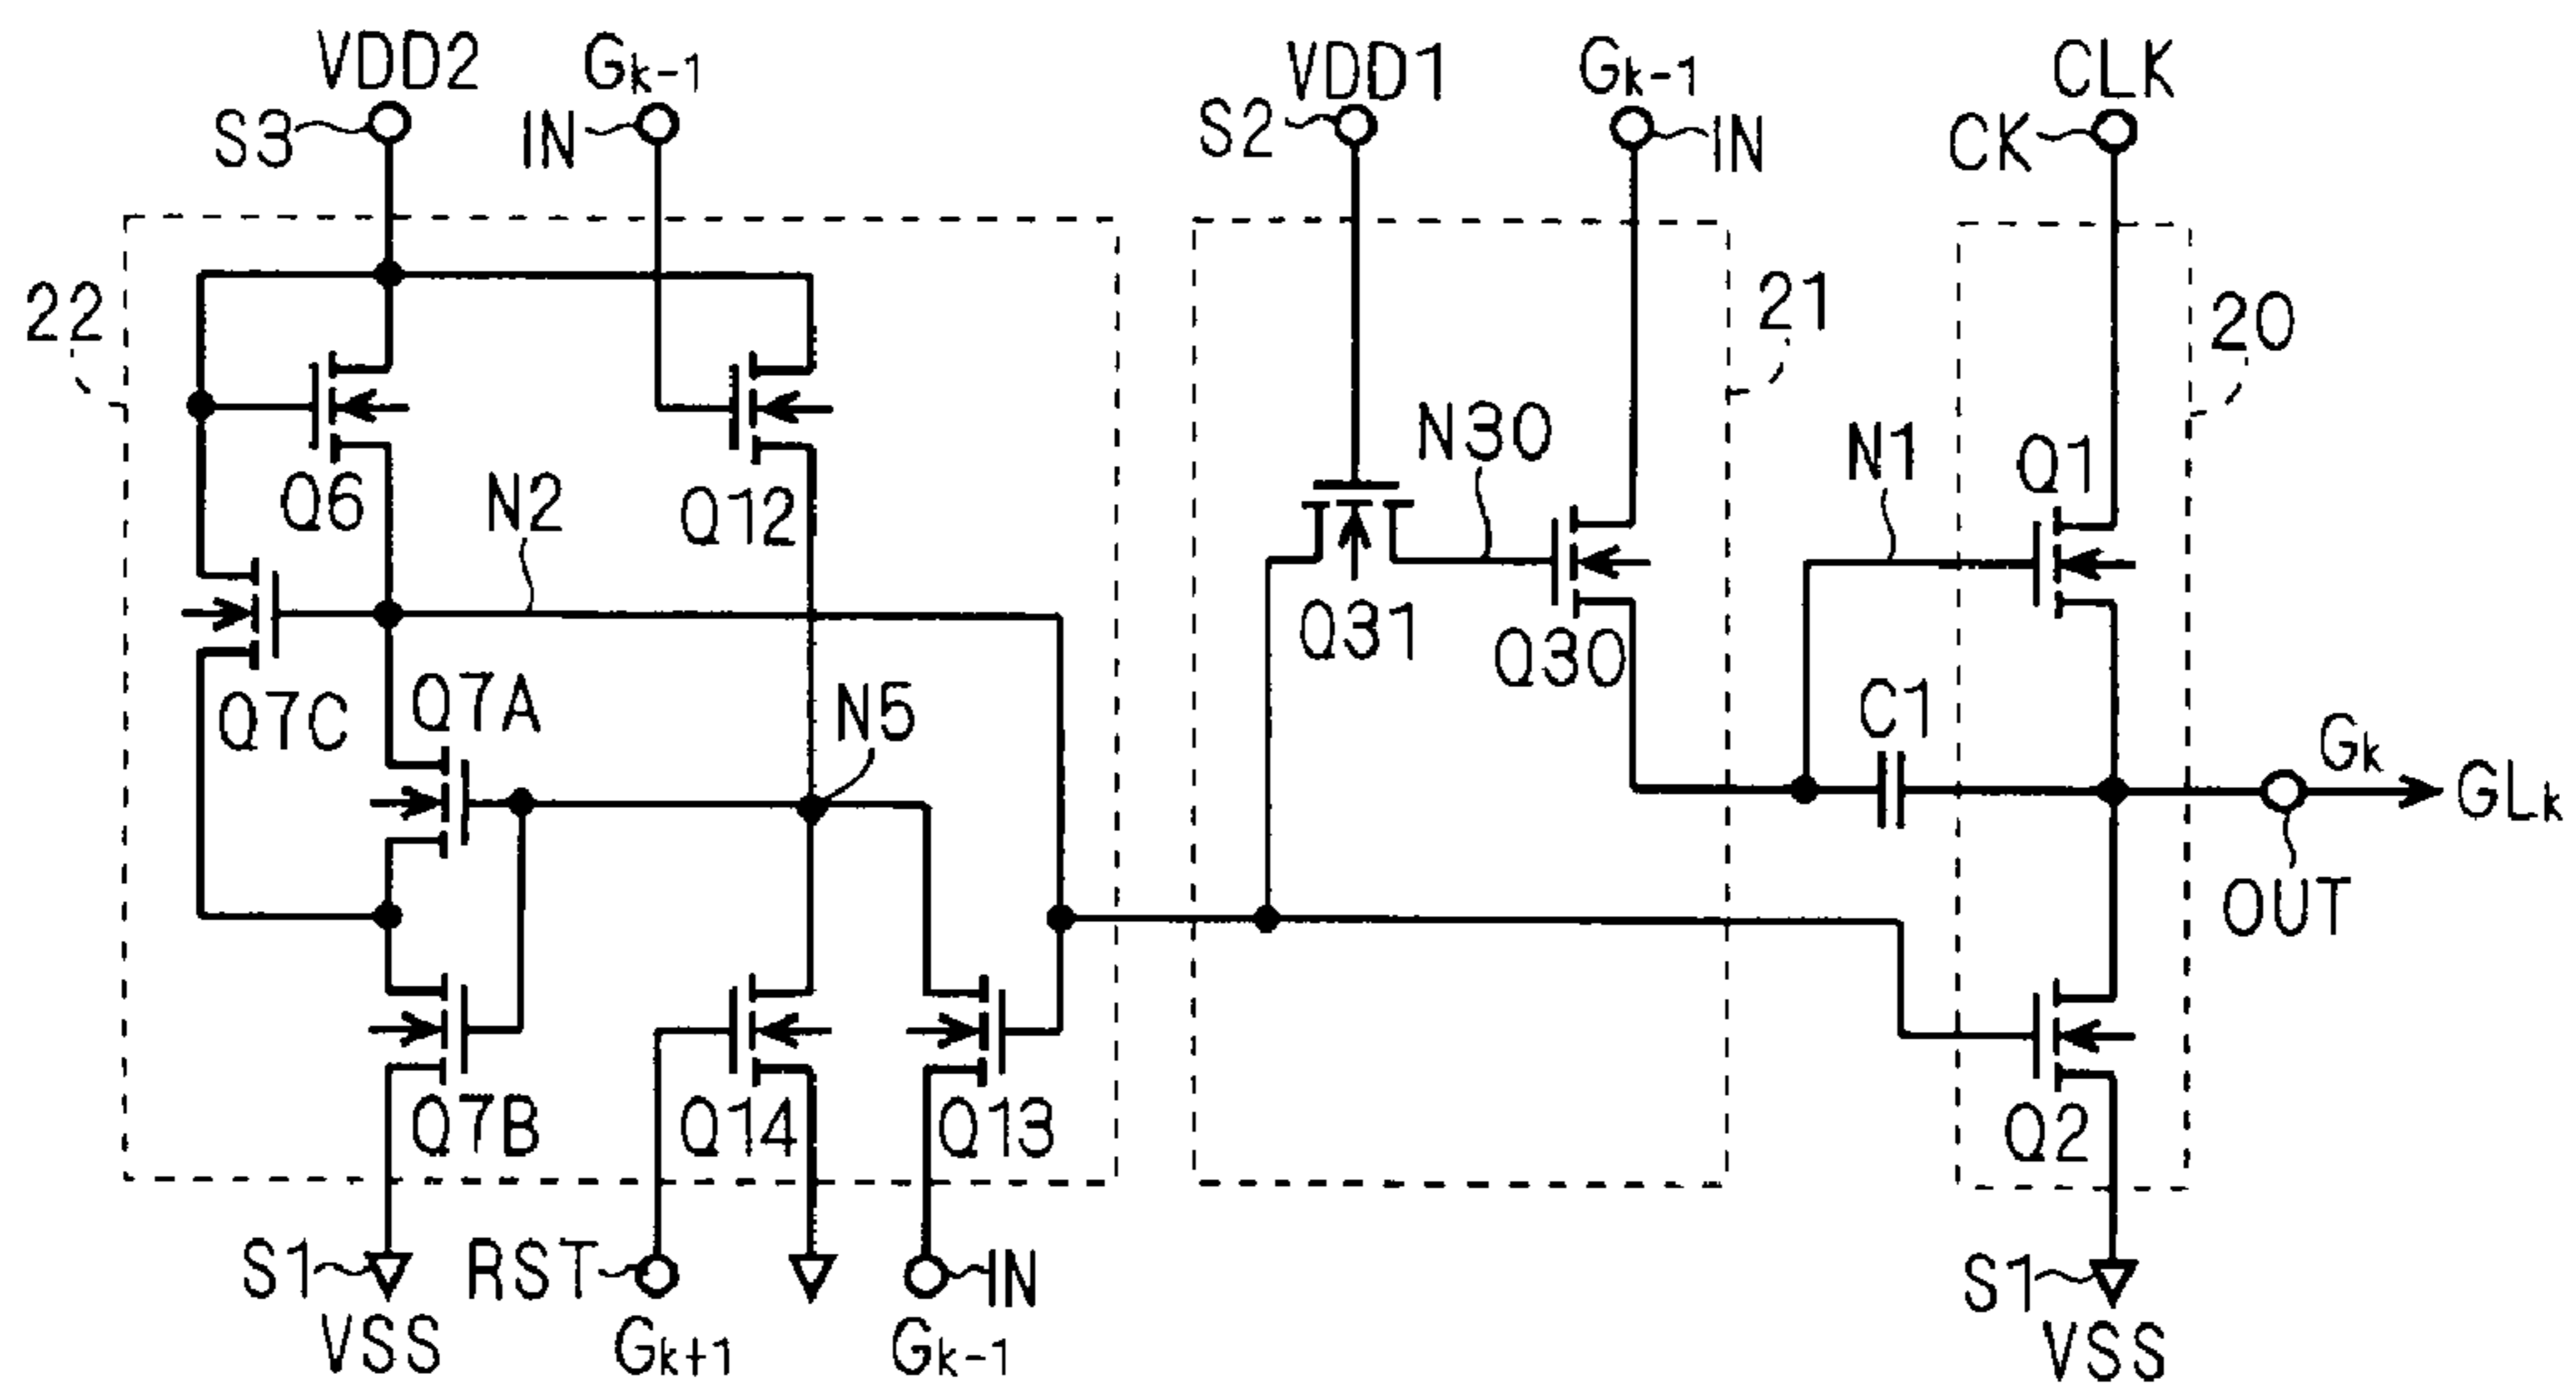 VDD2
Gk-1
VDD1
Gk-1
CLK
S3
IN
S2
IN
CK
22
21
20
Q6
N2
Q12
N30
N1
Q1
Q7C
Q7A
N5
Q31
Q30
C1
Gk
GLk
OUT
Q7B
Q14
Q13
Q2
S1
RST
IN
S1
VSS
Gk+1
Gk-1
VSS